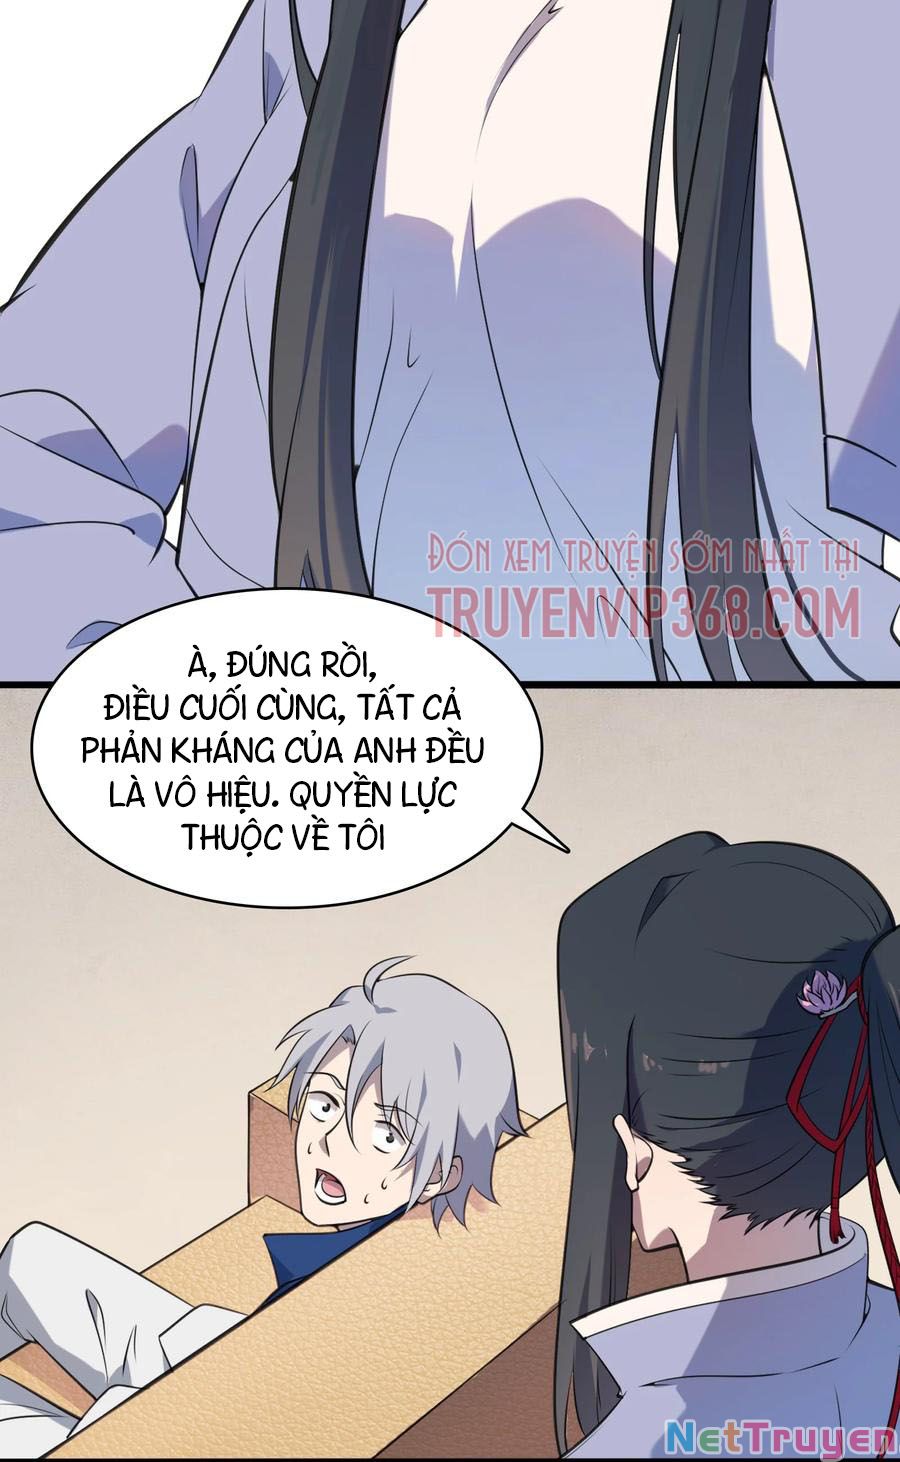 ĐÓN XEM TRUYỆN SỚM NHẤT TẠI
TRUYENVIP368.COM
À, ĐÚNG RỒI,
ĐIỀU CUỐI CÙNG, TẤT CẢ
PHẢN KHÁNG CỦA ANH ĐỀU
LÀ VÔ HIỆU. QUYỀN LỰC
THUỘC VỀ TÔI
NetTruyen